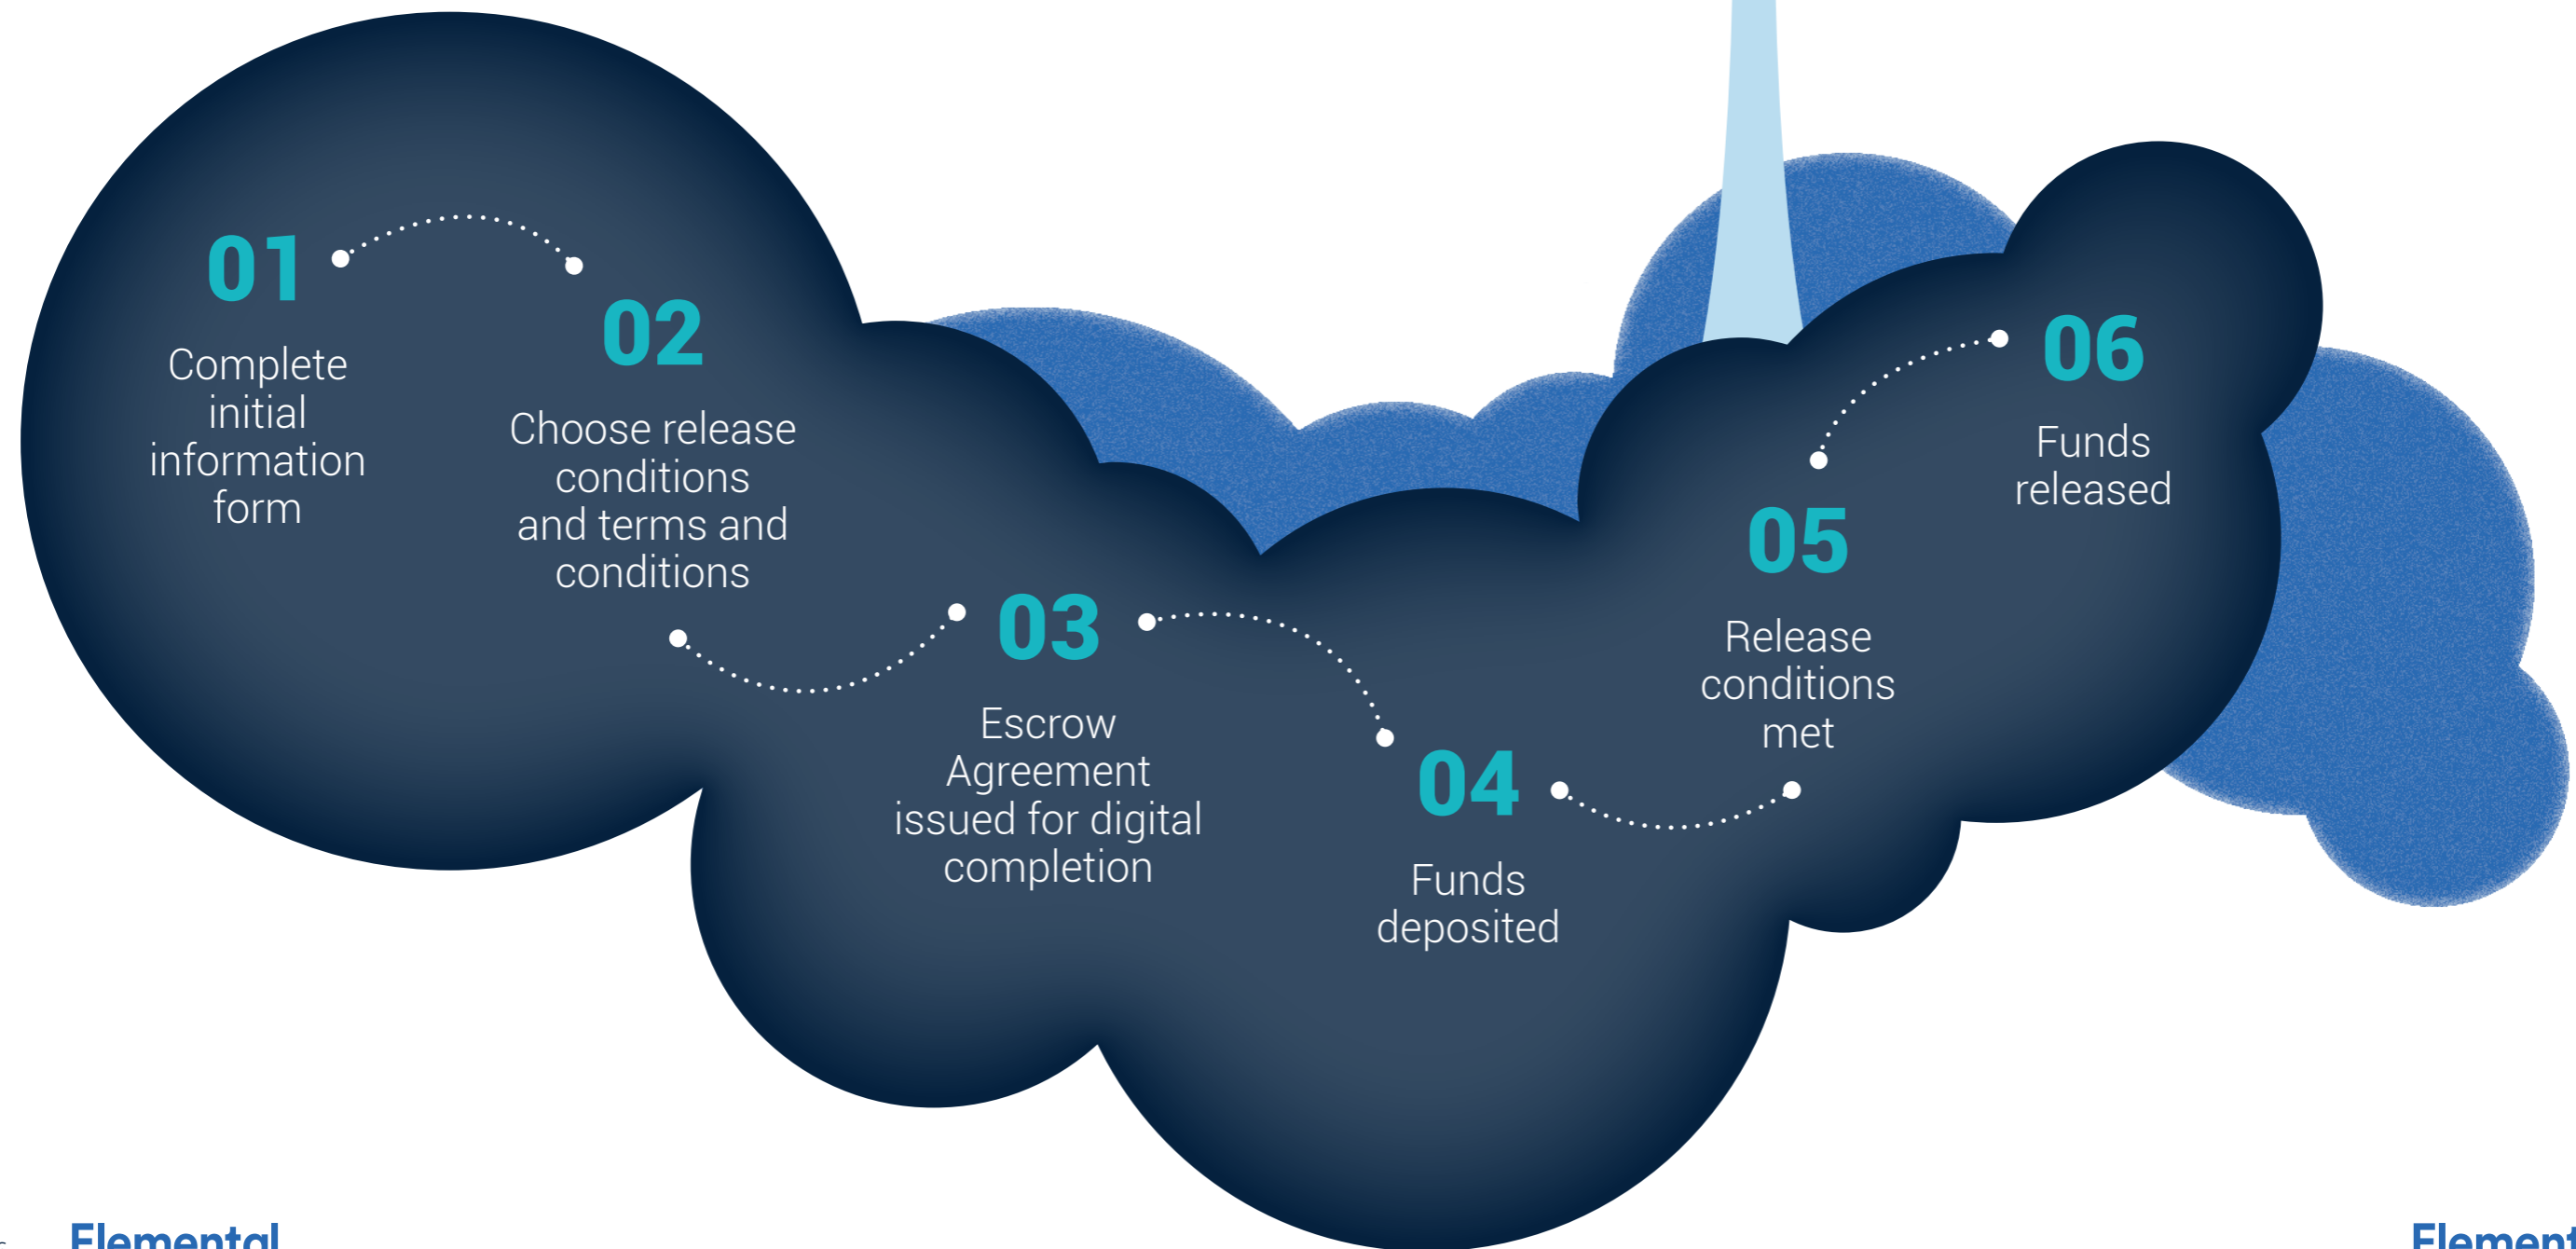 01
Complete
initial
information
form
02
Choose release
conditions
and terms and
conditions
03
Escrow
Agreement
issued for digital
completion
04
Funds
deposited
05
Release
conditions
met
06
Funds
released
Elemental